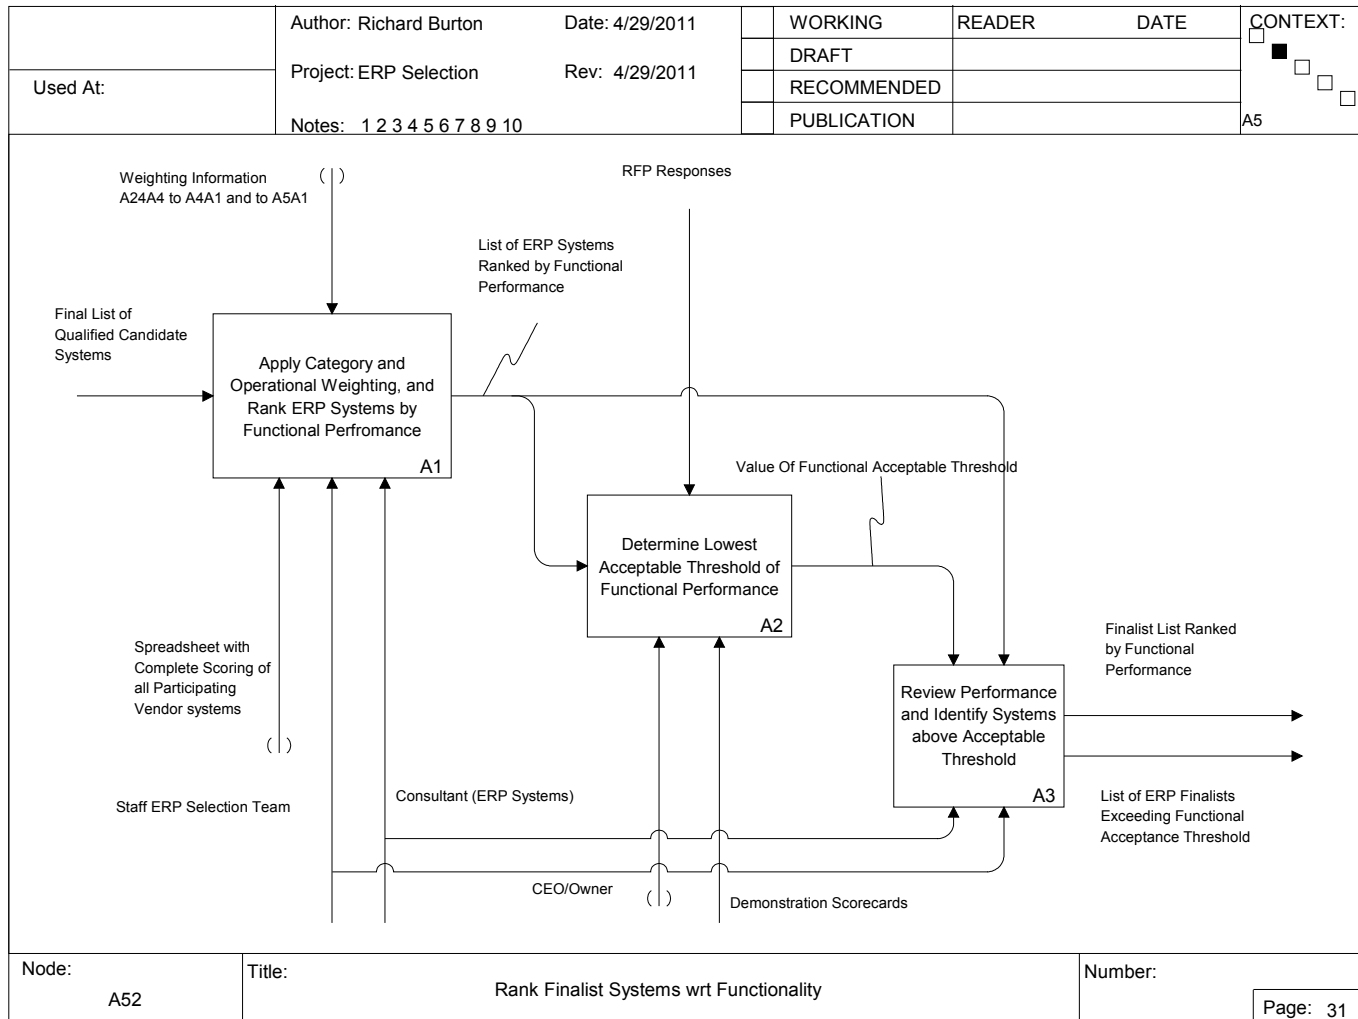 Used At:
Author: Richard Burton
Date: 4/29/2011
Project: ERP Selection
Rev: 4/29/2011
Notes: 1 2 3 4 5 6 7 8 9 10
WORKING
DRAFT
RECOMMENDED
PUBLICATION
READER
DATE
CONTEXT:
A5
Weighting Information
A24A4 to A4A1 and to A5A1
( )
RFP Responses
List of ERP Systems
Ranked by Functional
Performance
Final List of
Qualified Candidate
Systems
Apply Category and
Operational Weighting, and
Rank ERP Systems by
Functional Perfromance
A1
Value Of Functional Acceptable Threshold
Determine Lowest
Acceptable Threshold of
Functional Performance
A2
Spreadsheet with
Complete Scoring of
all Participating
Vendor systems
( )
Finalist List Ranked
by Functional
Performance
Review Performance
and Identify Systems
above Acceptable
Threshold
A3
Staff ERP Selection Team
Consultant (ERP Systems)
List of ERP Finalists
Exceeding Functional
Acceptance Threshold
CEO/Owner
( )
Demonstration Scorecards
Node:
A52
Title:
Rank Finalist Systems wrt Functionality
Number:
Page: 31